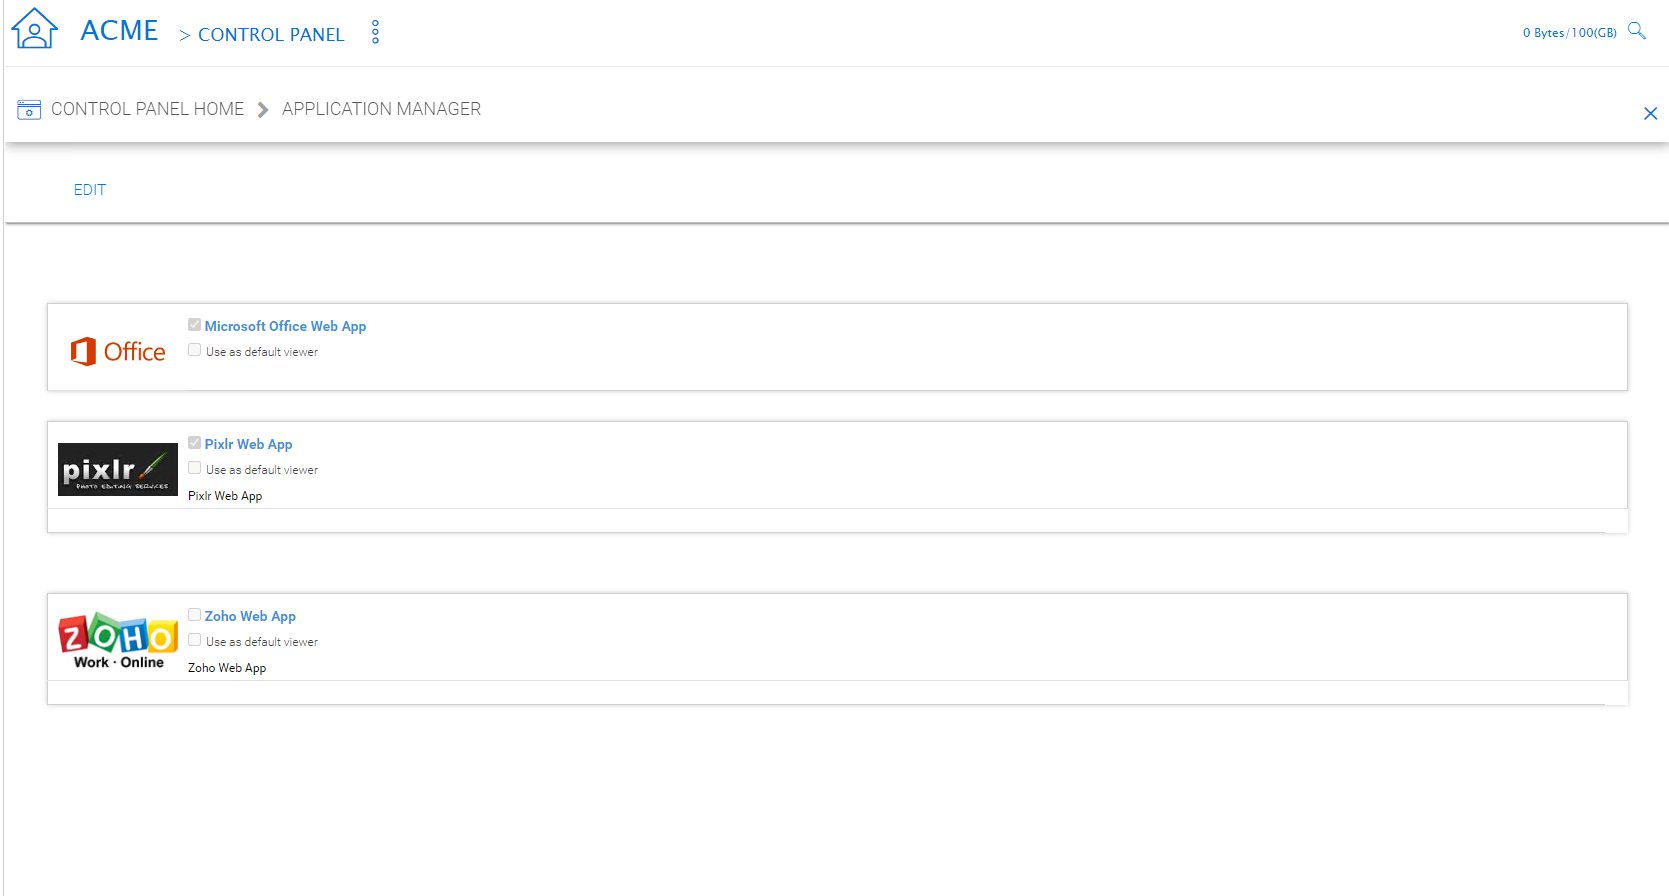 ACME > CONTROL PANEL
0 Bytes/100(GB)
CONTROL PANEL HOME > APPLICATION MANAGER
EDIT
Office
Microsoft Office Web App
Use as default viewer
pixlr
PHOTO EDITING SERVICES
Pixlr Web App
Use as default viewer
Pixlr Web App
ZOHO
Work · Online
Zoho Web App
Use as default viewer
Zoho Web App